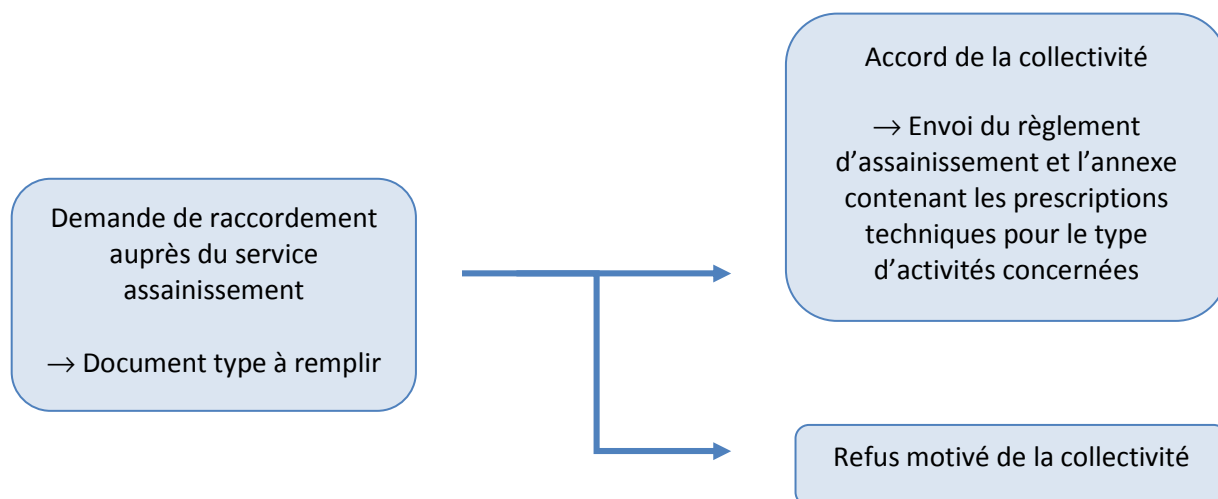 Demande de raccordement
auprès du service
assainissement
→ Document type à remplir
Accord de la collectivité
→ Envoi du règlement
d’assainissement et l’annexe
contenant les prescriptions
techniques pour le type
d’activités concernées
Refus motivé de la collectivité